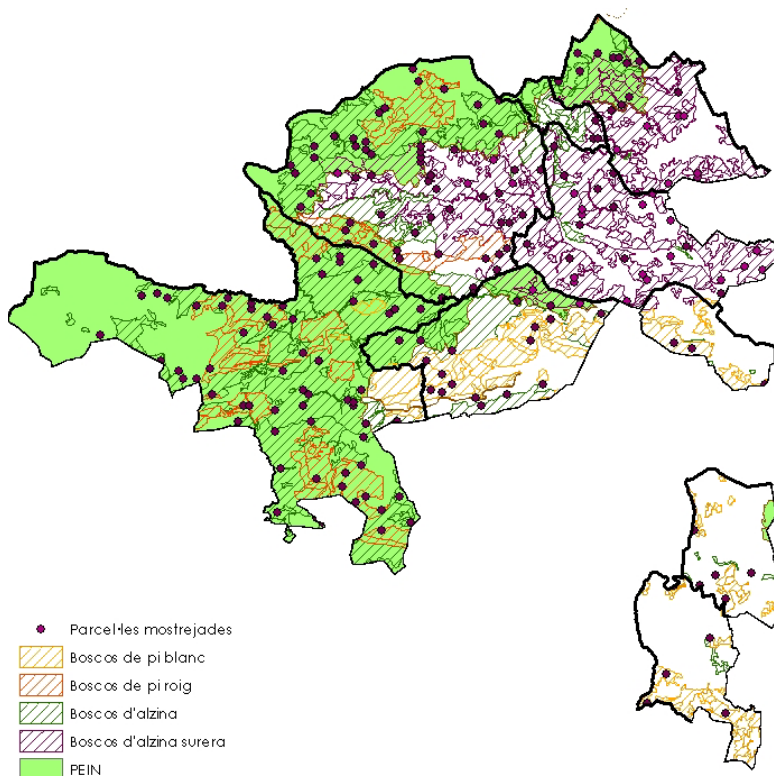 Parcel•les mostrejades
Boscos de pi blanc
Boscos de pi roig
Boscos d'alzina
Boscos d'alzina surera
PEIN